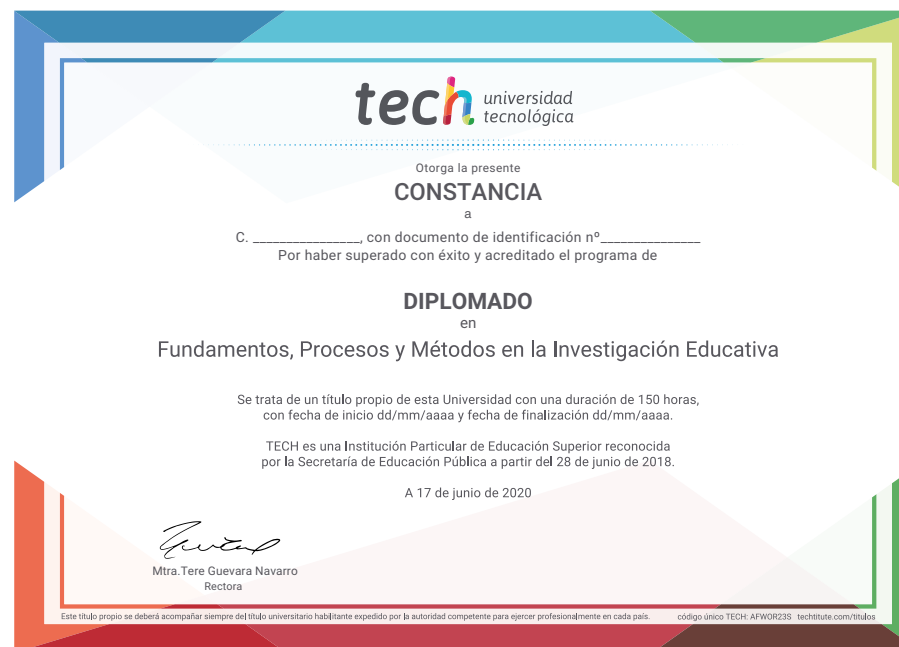 tech universidad
tecnológica
Otorga la presente
CONSTANCIA
a
C. ________________, con documento de identificación nº_______________
Por haber superado con éxito y acreditado el programa de
DIPLOMADO
en
Fundamentos, Procesos y Métodos en la Investigación Educativa
Se trata de un título propio de esta Universidad con una duración de 150 horas,
con fecha de inicio dd/mm/aaaa y fecha de finalización dd/mm/aaaa.
TECH es una Institución Particular de Educación Superior reconocida
por la Secretaría de Educación Pública a partir del 28 de junio de 2018.
A 17 de junio de 2020
Mtra.Tere Guevara Navarro
Rectora
Este título propio se deberá acompañar siempre del título universitario habilitante expedido por la autoridad competente para ejercer profesionalmente en cada país. código único TECH: AFWOR23S techtitute.com/titulos